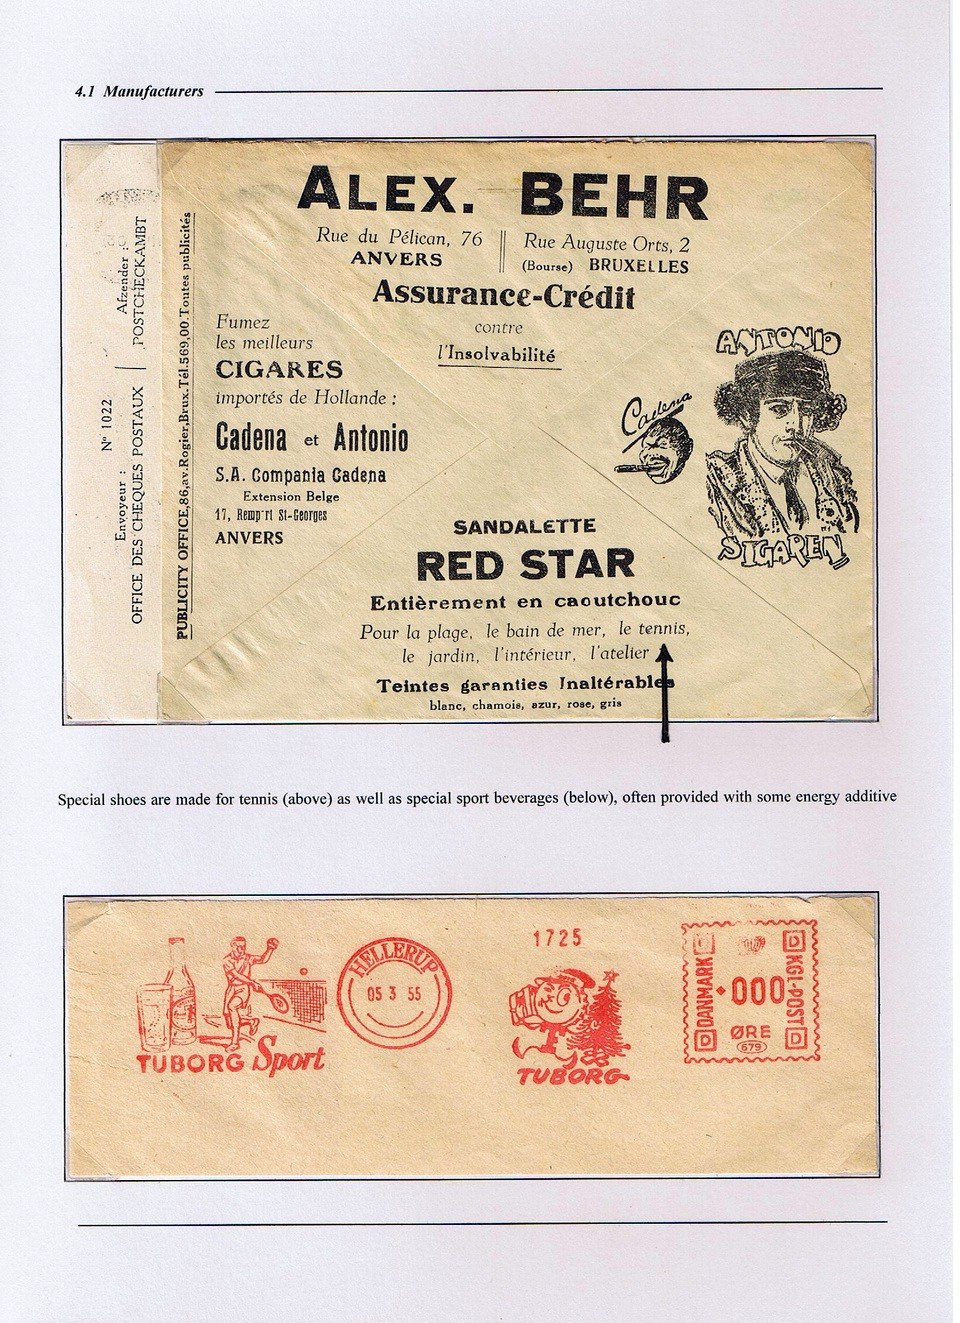 4.1 Manufacturers
N° 1022
Envoyeur : Afzender :
OFFICE DES CHEQUES POSTAUX | POSTCHECKAMBT
PUBLICITY OFFICE,86,av.Rogier,Brux.Tél.569,00.Toutes publicités
ALEX. BEHR
Rue du Pélican, 76
ANVERS
Rue Auguste Orts, 2
(Bourse) BRUXELLES
Assurance-Crédit
contre
l'Insolvabilité
Fumez
les meilleurs
CIGARES
importés de Hollande :
Cadena et Antonio
S.A. Compania Cadena
Extension Belge
17, Remp^rt St-Georges
ANVERS
Cadena
ANTONIO
SIGAREN
SANDALETTE
RED STAR
Entièrement en caoutchouc
Pour la plage, le bain de mer, le tennis,
le jardin, l'intérieur, l'atelier
Teintes garanties Inaltérables
blanc, chamois, azur, rose, gris
Special shoes are made for tennis (above) as well as special sport beverages (below), often provided with some energy additive
TUBORG Sport
HELLERUP
05 3 55
1725
TUBORG
DANMARK
000
KGL-POST
ØRE
679
D
D
D
D